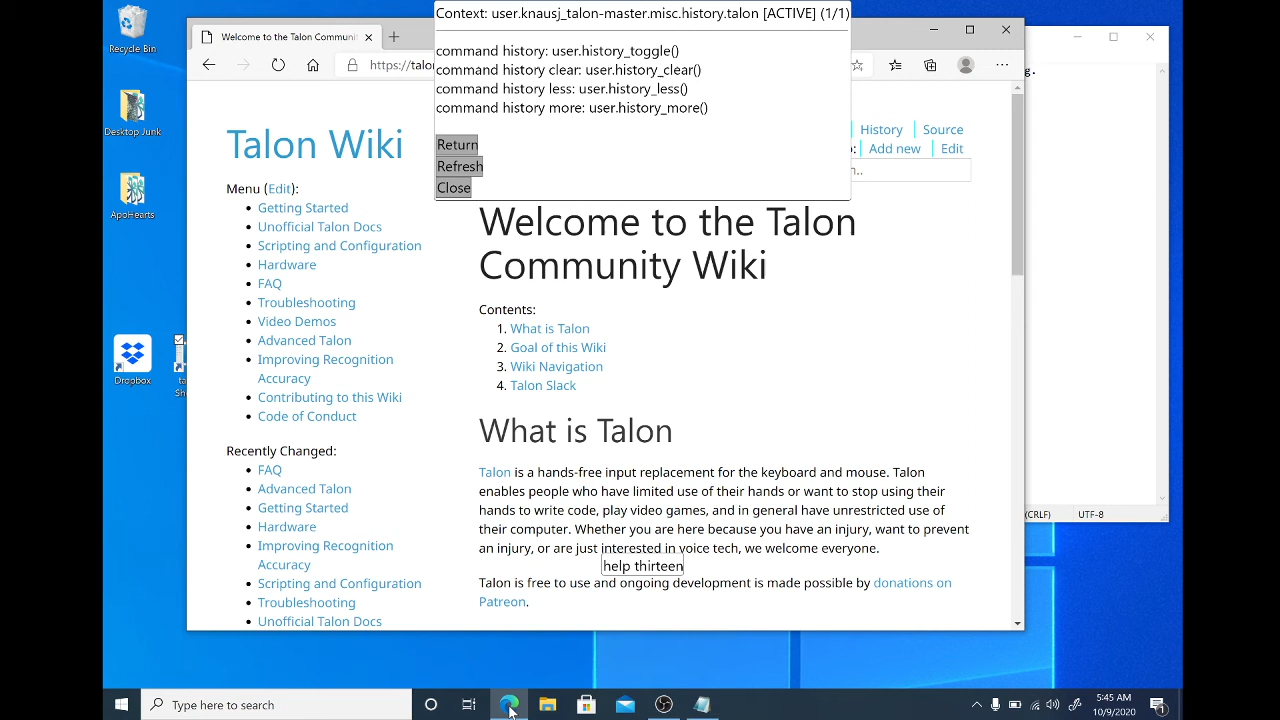 Recycle Bin
Desktop Junk
ApoHearts
Dropbox
Context: user.knausj_talon-master.misc.history.talon [ACTIVE] (1/1)
command history: user.history_toggle()
command history clear: user.history_clear()
command history less: user.history_less()
command history more: user.history_more()
Return
Refresh
Close
Welcome to the Talon Communi
https://talo
Talon Wiki
History
Source
Add new
Edit
Menu (Edit):
Getting Started
Unofficial Talon Docs
Scripting and Configuration
Hardware
FAQ
Troubleshooting
Video Demos
Advanced Talon
Improving Recognition
Accuracy
Contributing to this Wiki
Code of Conduct
Recently Changed:
FAQ
Advanced Talon
Getting Started
Hardware
Improving Recognition
Accuracy
Scripting and Configuration
Troubleshooting
Unofficial Talon Docs
Welcome to the Talon
Community Wiki
Contents:
1. What is Talon
2. Goal of this Wiki
3. Wiki Navigation
4. Talon Slack
What is Talon
Talon is a hands-free input replacement for the keyboard and mouse. Talon
enables people who have limited use of their hands or want to stop using their
hands to write code, play video games, and in general have unrestricted use of
their computer. Whether you are here because you have an injury, want to prevent
an injury, or are just interested in voice tech, we welcome everyone.
help thirteen
Talon is free to use and ongoing development is made possible by donations on
Patreon.
(CRLF)
UTF-8
Type here to search
5:45 AM
10/9/2020
1